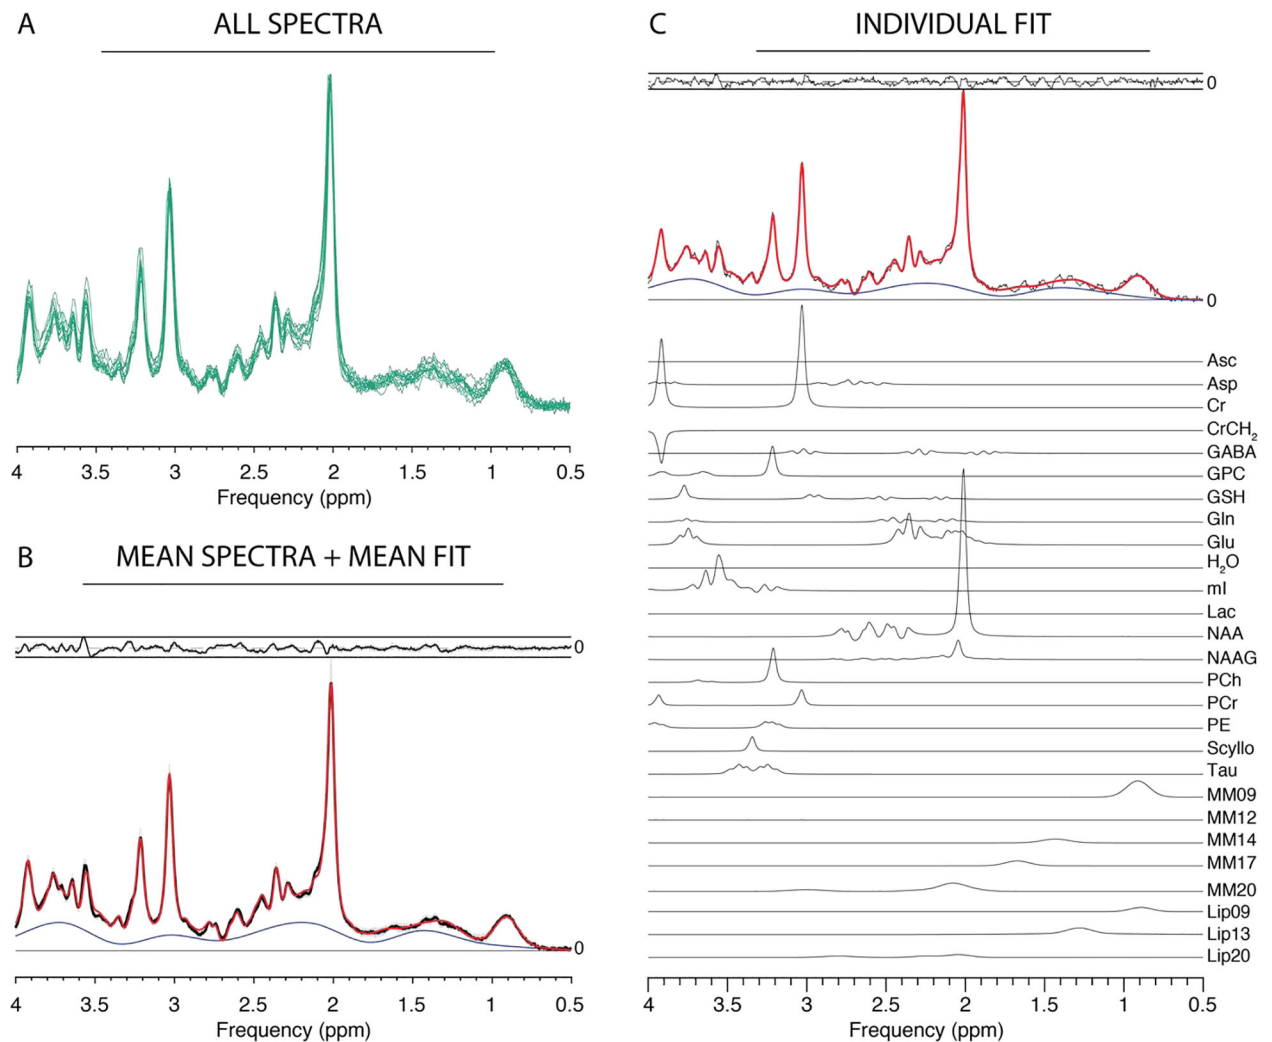 A
ALL SPECTRA
4 3.5 3 2.5 2 1.5 1 0.5
Frequency (ppm)
B
MEAN SPECTRA + MEAN FIT
0
0
4 3.5 3 2.5 2 1.5 1 0.5
Frequency (ppm)
C
INDIVIDUAL FIT
0
0
Asc
Asp
Cr
CrCH₂
GABA
GPC
GSH
Gln
Glu
H₂O
mI
Lac
NAA
NAAG
PCh
PCr
PE
Scyllo
Tau
MM09
MM12
MM14
MM17
MM20
Lip09
Lip13
Lip20
4 3.5 3 2.5 2 1.5 1 0.5
Frequency (ppm)